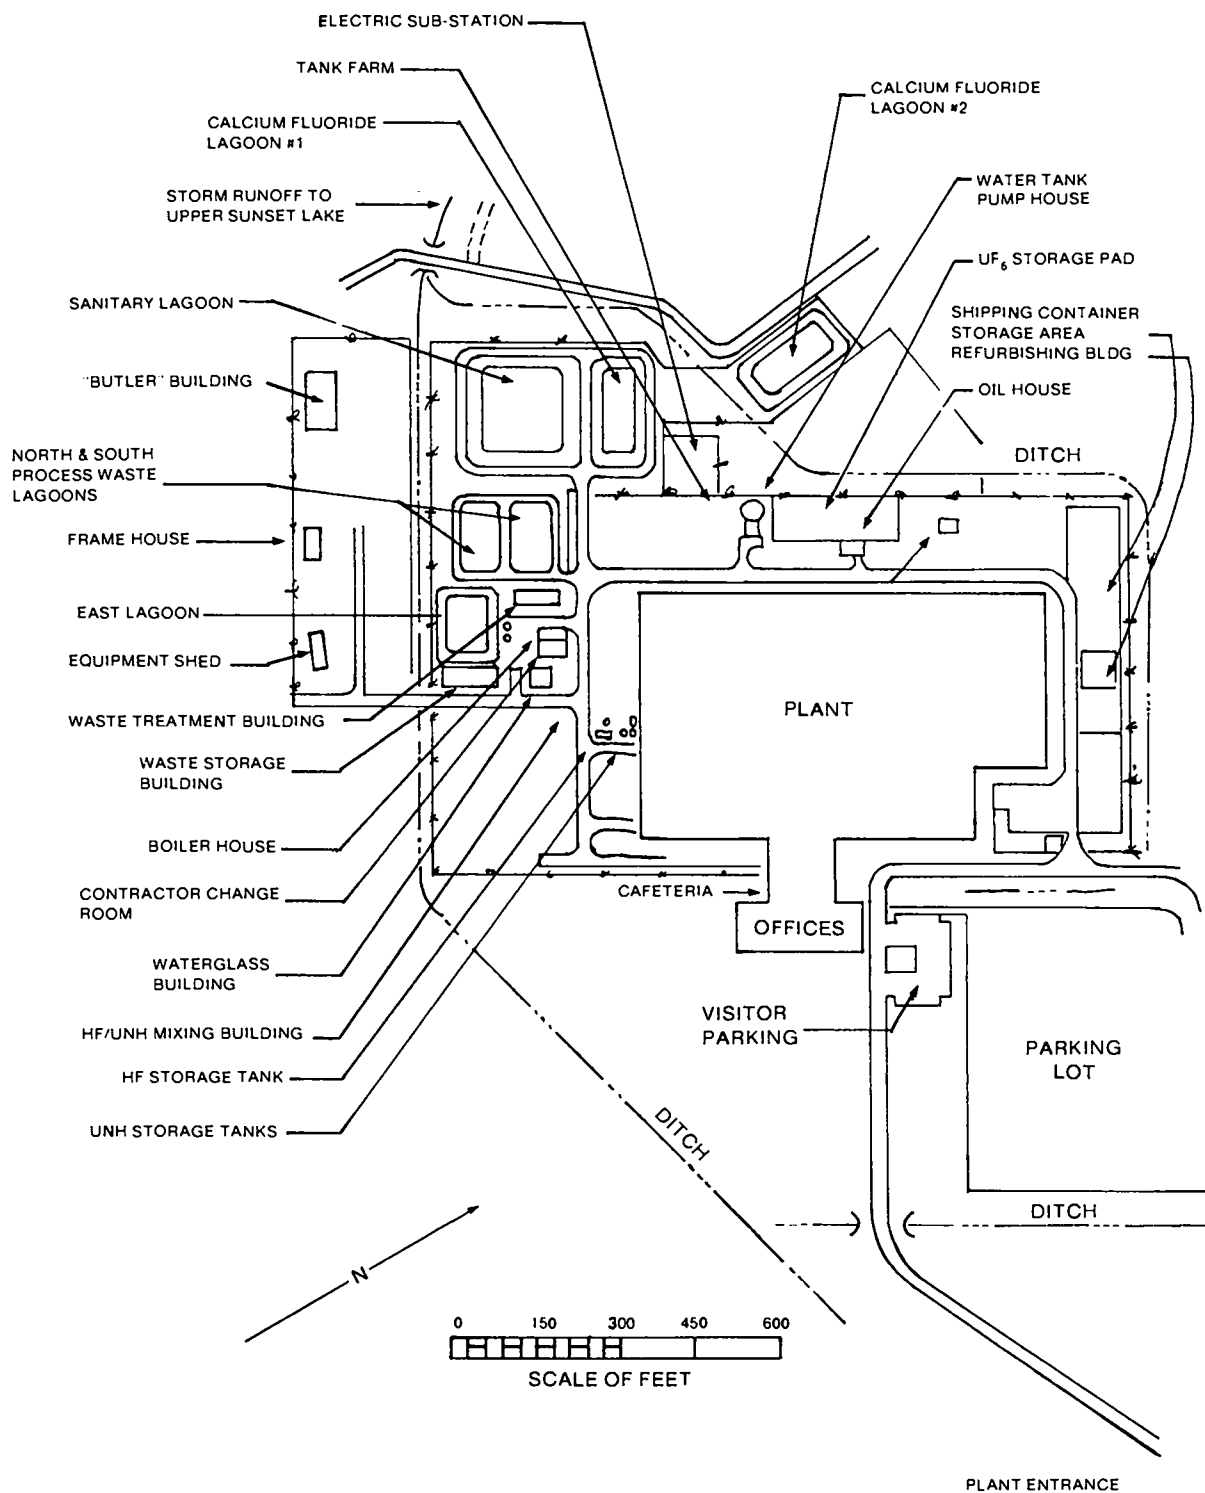 ELECTRIC SUB-STATION
TANK FARM
CALCIUM FLUORIDE
LAGOON #1
CALCIUM FLUORIDE
LAGOON #2
STORM RUNOFF TO
UPPER SUNSET LAKE
WATER TANK
PUMP HOUSE
UF₆ STORAGE PAD
SANITARY LAGOON
SHIPPING CONTAINER
STORAGE AREA
REFURBISHING BLDG
"BUTLER" BUILDING
OIL HOUSE
NORTH & SOUTH
PROCESS WASTE
LAGOONS
DITCH
FRAME HOUSE
EAST LAGOON
EQUIPMENT SHED
WASTE TREATMENT BUILDING
PLANT
WASTE STORAGE
BUILDING
BOILER HOUSE
CONTRACTOR CHANGE
ROOM
CAFETERIA
OFFICES
WATERGLASS
BUILDING
VISITOR
PARKING
HF/UNH MIXING BUILDING
PARKING
LOT
HF STORAGE TANK
UNH STORAGE TANKS
DITCH
DITCH
N
0 150 300 450 600
SCALE OF FEET
PLANT ENTRANCE